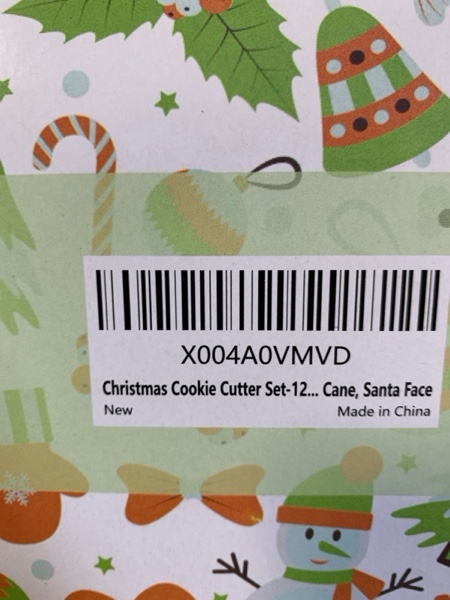 X004A0VMVD
Christmas Cookie Cutter Set-12... Cane, Santa Face
New
Made in China